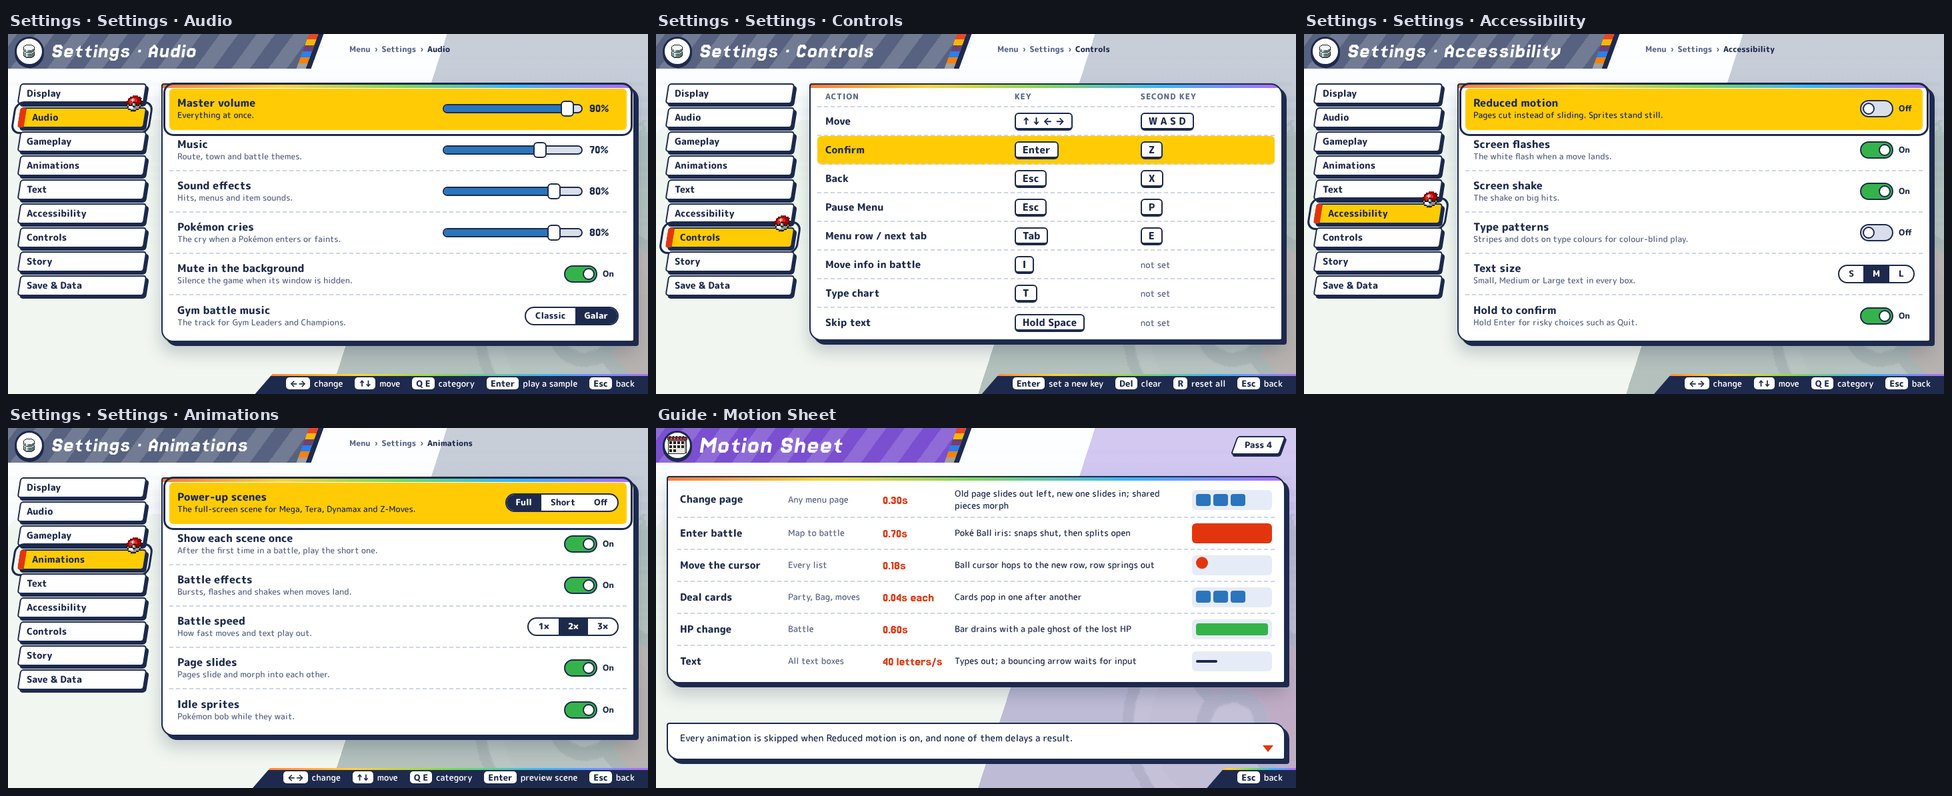 Settings · Settings · Audio
Settings · Audio
Menu › Settings › Audio
Display
Audio
Gameplay
Animations
Text
Accessibility
Controls
Story
Save & Data
Master volume
Everything at once.
90%
Music
Route, town and battle themes.
70%
Sound effects
Hits, menus and item sounds.
80%
Pokémon cries
The cry when a Pokémon enters or faints.
80%
Mute in the background
Silence the game when its window is hidden.
On
Gym battle music
The track for Gym Leaders and Champions.
Classic Galar
←→ change ↑↓ move Q E category Enter play a sample Esc back
Settings · Settings · Controls
Settings · Controls
Menu › Settings › Controls
Display
Audio
Gameplay
Animations
Text
Accessibility
Controls
Story
Save & Data
ACTION KEY SECOND KEY
Move ↑↓←→ W A S D
Confirm Enter Z
Back Esc X
Pause Menu Esc P
Menu row / next tab Tab E
Move info in battle I not set
Type chart T not set
Skip text Hold Space not set
Enter set a new key Del clear R reset all Esc back
Settings · Settings · Accessibility
Settings · Accessibility
Menu › Settings › Accessibility
Display
Audio
Gameplay
Animations
Text
Accessibility
Controls
Story
Save & Data
Reduced motion
Pages cut instead of sliding. Sprites stand still.
Off
Screen flashes
The white flash when a move lands.
On
Screen shake
The shake on big hits.
On
Type patterns
Stripes and dots on type colours for colour-blind play.
Off
Text size
Small, Medium or Large text in every box.
S M L
Hold to confirm
Hold Enter for risky choices such as Quit.
On
←→ change ↑↓ move Q E category Esc back
Settings · Settings · Animations
Settings · Animations
Menu › Settings › Animations
Display
Audio
Gameplay
Animations
Text
Accessibility
Controls
Story
Save & Data
Power-up scenes
The full-screen scene for Mega, Tera, Dynamax and Z-Moves.
Full Short Off
Show each scene once
After the first time in a battle, play the short one.
On
Battle effects
Bursts, flashes and shakes when moves land.
On
Battle speed
How fast moves and text play out.
1× 2× 3×
Page slides
Pages slide and morph into each other.
On
Idle sprites
Pokémon bob while they wait.
On
←→ change ↑↓ move Q E category Enter preview scene Esc back
Guide · Motion Sheet
Motion Sheet
Pass 4
Change page Any menu page 0.30s Old page slides out left, new one slides in; shared
pieces morph
Enter battle Map to battle 0.70s Poké Ball iris: snaps shut, then splits open
Move the cursor Every list 0.18s Ball cursor hops to the new row, row springs out
Deal cards Party, Bag, moves 0.04s each Cards pop in one after another
HP change Battle 0.60s Bar drains with a pale ghost of the lost HP
Text All text boxes 40 letters/s Types out; a bouncing arrow waits for input
Every animation is skipped when Reduced motion is on, and none of them delays a result.
Esc back